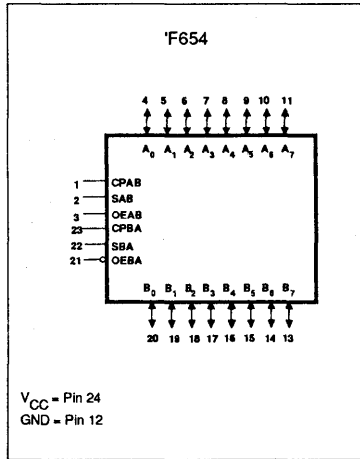 'F654
4 5 6 7 8 9 10 11
A0 A1 A2 A3 A4 A5 A6 A7
1 CPAB
2 SAB
3 OEAB
23 CPBA
22 SBA
21 OEBA
B0 B1 B2 B3 B4 B5 B6 B7
20 19 18 17 16 15 14 13
VCC = Pin 24
GND = Pin 12